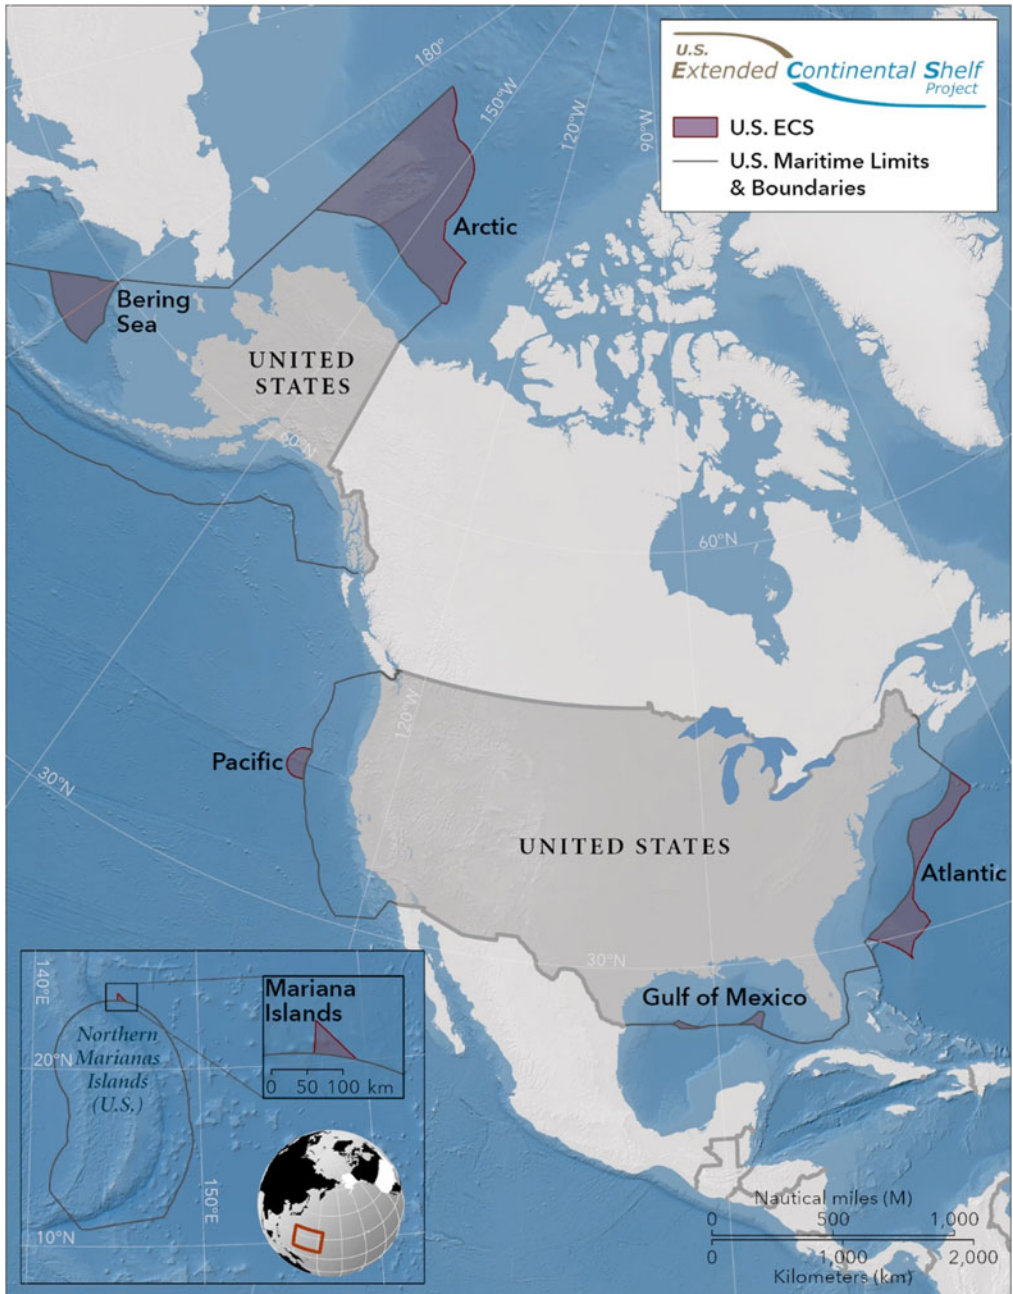 U.S.
Extended Continental Shelf
Project
U.S. ECS
U.S. Maritime Limits
& Boundaries
180°
150°W
120°W
90°W
Arctic
Bering
Sea
UNITED
STATES
60°N
60°N
120°W
Pacific
30°N
UNITED STATES
Atlantic
30°N
Gulf of Mexico
140°E
Mariana
Islands
0 50 100 km
Northern
Marianas
Islands
(U.S.)
20°N
150°E
10°N
Nautical miles (M)
0 500 1,000
0 1,000 2,000
Kilometers (km)